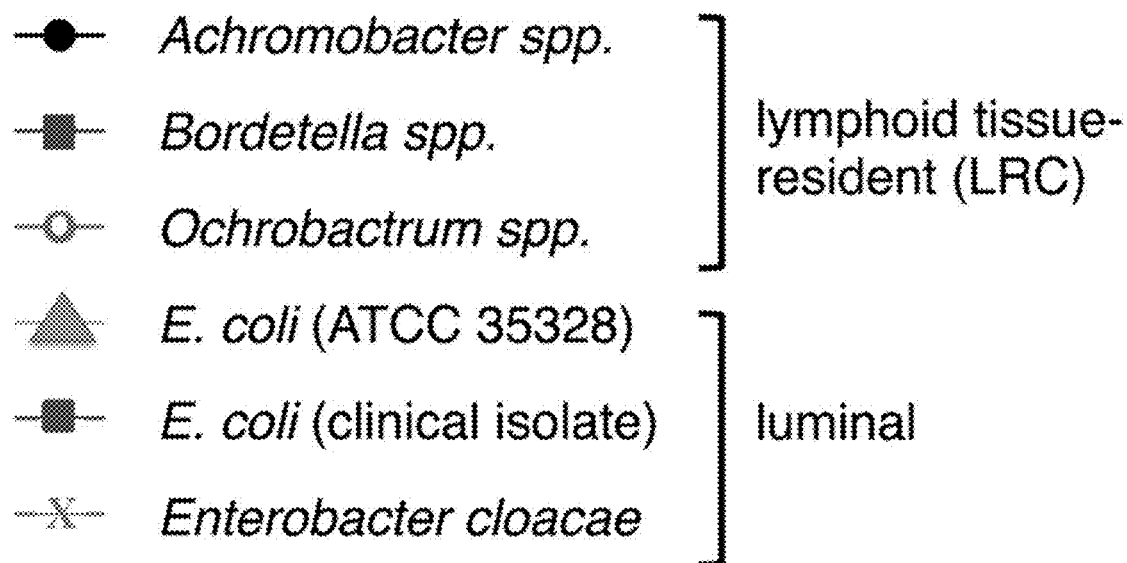 Achromobacter spp.
Bordetella spp.
lymphoid tissue-
resident (LRC)
Ochrobactrum spp.
E. coli (ATCC 35328)
E. coli (clinical isolate)
luminal
X Enterobacter cloacae